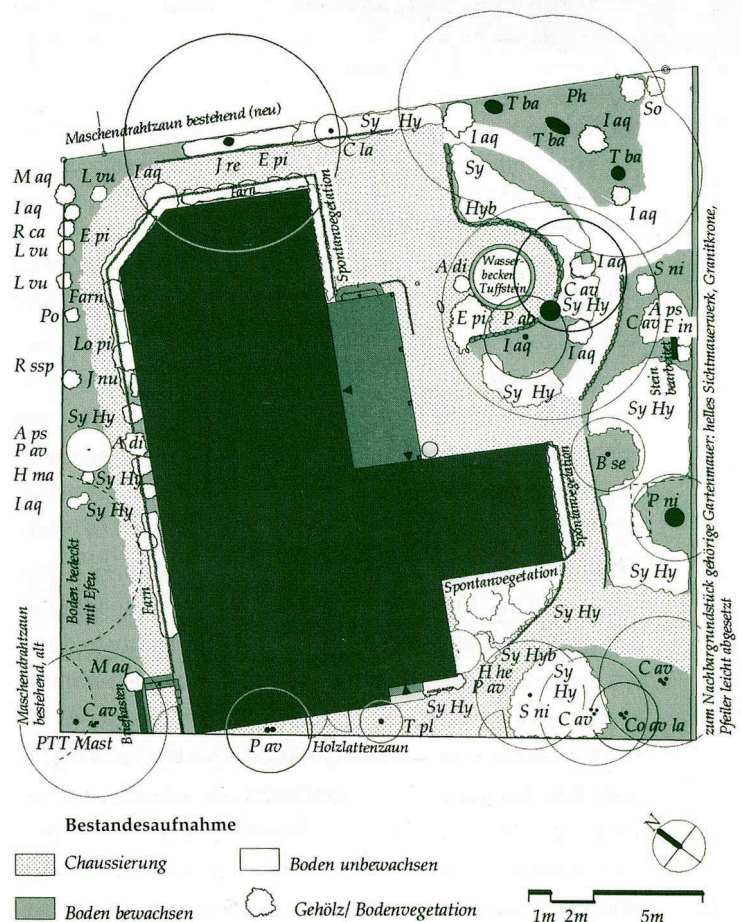 Maschendrahtzaun bestehend (neu)
J re
E pi
I aq
Farn
C la
Sy Hy
I aq
T ba
Ph
T ba
I aq
T ba
So
I aq
M aq
L vu
I aq
R ca
E pi
L vu
L vu
Farn
Po
Lo pi
R ssp
J nu
Sy Hy
A ps
A di
P av
H ma
Sy Hy
I aq
Sy Hy
Boden bedeckt
mit Efeu
Farn
Maschendrahtzaun
bestehend, alt
M aq
Briefkasten
C av
PTT Mast
Spontanvegetation
Sy
Hyb
Wasser-
becken
Tuffstein
A di
E pi
P ab
I aq
I aq
C av
Sy Hy
I aq
Sy Hy
S ni
A ps
C av
F in
Stein
bearbeitet
Sy Hy
B se
P ni
Sy Hy
Spontanvegetation
Spontanvegetation
Sy Hy
Sy Hyb
H he
P av
Sy Hy
Sy
Hy
S ni
C av
C av
Co av la
P av
Holzlattenzaun
T pl
zum Nachbargrundstück gehörige Gartenmauer: helles Sichtmauerwerk, Granitkrone,
Pfeiler leicht abgesetzt
Bestandesaufnahme
Chaussierung
Boden unbewachsen
Boden bewachsen
Gehölz/ Bodenvegetation
N
1m 2m 5m